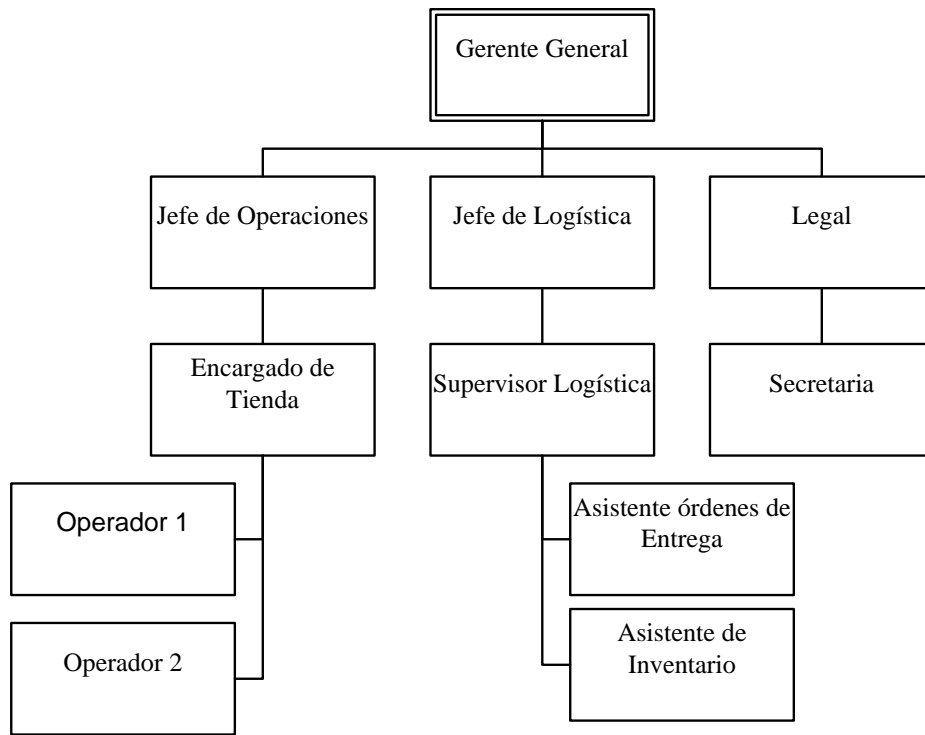 Gerente General
Jefe de Operaciones
Jefe de Logística
Legal
Encargado de
Tienda
Supervisor Logística
Secretaria
Operador 1
Asistente órdenes de
Entrega
Operador 2
Asistente de
Inventario